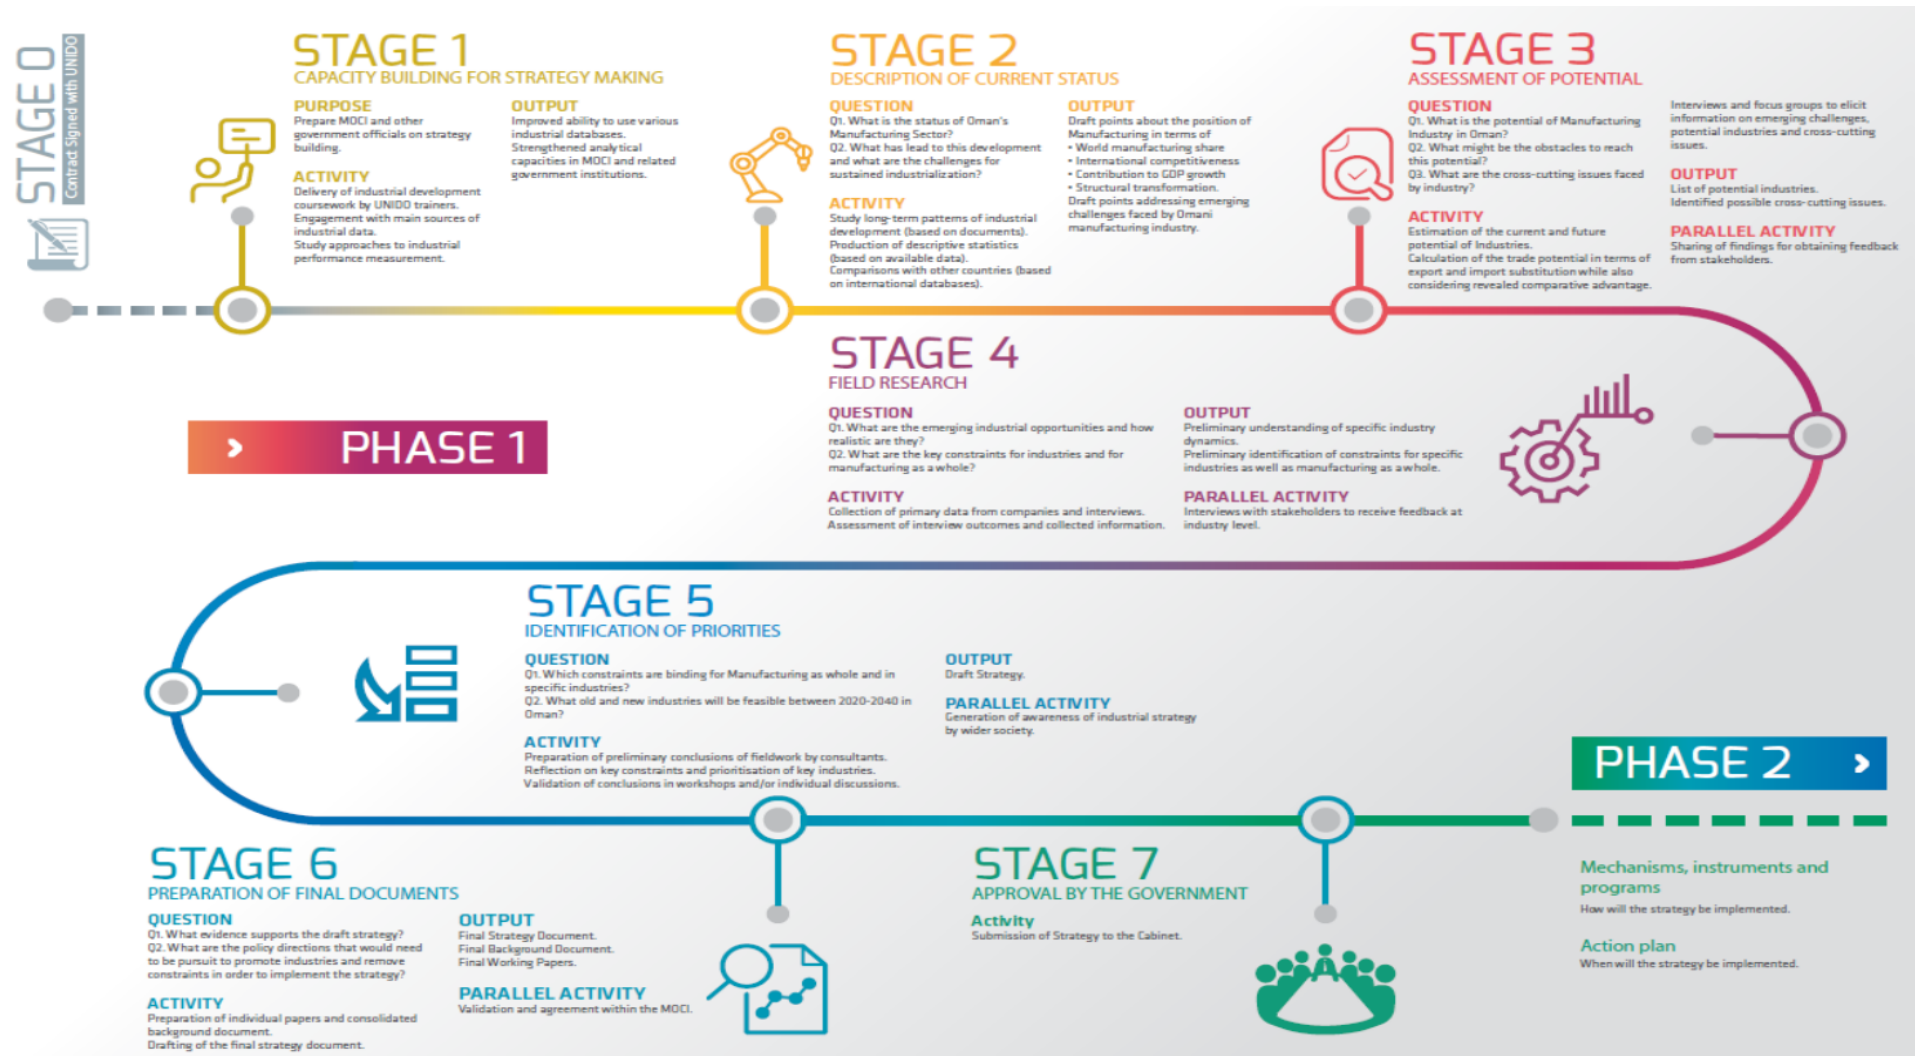 STAGE 0
Contract Signed with UNIDO
STAGE 1
CAPACITY BUILDING FOR STRATEGY MAKING
PURPOSE
Prepare MOCI and other
government officials on strategy
building.
ACTIVITY
Delivery of industrial development
coursework by UNIDO trainers.
Engagement with main sources of
industrial data.
Study approaches to industrial
performance measurement.
OUTPUT
Improved ability to use various
industrial databases.
Strengthened analytical
capacities in MOCI and related
government institutions.
STAGE 2
DESCRIPTION OF CURRENT STATUS
QUESTION
Q1. What is the status of Oman's
Manufacturing Sector?
Q2. What has lead to this development
and what are the challenges for
sustained industrialization?
ACTIVITY
Study long-term patterns of industrial
development (based on documents).
Production of descriptive statistics
(based on available data).
Comparisons with other countries (based
on international databases).
OUTPUT
Draft points about the position of
Manufacturing in terms of
• World manufacturing share
• International competitiveness
• Contribution to GDP growth
• Structural transformation.
Draft points addressing emerging
challenges faced by Omani
manufacturing industry.
STAGE 3
ASSESSMENT OF POTENTIAL
QUESTION
Q1. What is the potential of Manufacturing
Industry in Oman?
Q2. What might be the obstacles to reach
this potential?
Q3. What are the cross-cutting issues faced
by industry?
ACTIVITY
Estimation of the current and future
potential of Industries.
Calculation of the trade potential in terms of
export and import substitution while also
considering revealed comparative advantage.
Interviews and focus groups to elicit
information on emerging challenges,
potential industries and cross-cutting
issues.
OUTPUT
List of potential industries.
Identified possible cross-cutting issues.
PARALLEL ACTIVITY
Sharing of findings for obtaining feedback
from stakeholders.
STAGE 4
FIELD RESEARCH
QUESTION
Q1. What are the emerging industrial opportunities and how
realistic are they?
Q2. What are the key constraints for industries and for
manufacturing as a whole?
ACTIVITY
Collection of primary data from companies and interviews.
Assessment of interview outcomes and collected information.
OUTPUT
Preliminary understanding of specific industry
dynamics.
Preliminary identification of constraints for specific
industries as well as manufacturing as a whole.
PARALLEL ACTIVITY
Interviews with stakeholders to receive feedback at
industry level.
PHASE 1
STAGE 5
IDENTIFICATION OF PRIORITIES
QUESTION
Q1. Which constraints are binding for Manufacturing as whole and in
specific industries?
Q2. What old and new industries will be feasible between 2020-2040 in
Oman?
ACTIVITY
Preparation of preliminary conclusions of fieldwork by consultants.
Reflection on key constraints and prioritisation of key industries.
Validation of conclusions in workshops and/or individual discussions.
OUTPUT
Draft Strategy.
PARALLEL ACTIVITY
Generation of awareness of industrial strategy
by wider society.
STAGE 6
PREPARATION OF FINAL DOCUMENTS
QUESTION
Q1. What evidence supports the draft strategy?
Q2. What are the policy directions that would need
to be pursuit to promote industries and remove
constraints in order to implement the strategy?
ACTIVITY
Preparation of individual papers and consolidated
background document.
Drafting of the final strategy document.
OUTPUT
Final Strategy Document.
Final Background Document.
Final Working Papers.
PARALLEL ACTIVITY
Validation and agreement within the MOCI.
STAGE 7
APPROVAL BY THE GOVERNMENT
Activity
Submission of Strategy to the Cabinet.
PHASE 2
Mechanisms, instruments and
programs
How will the strategy be implemented.
Action plan
When will the strategy be implemented.